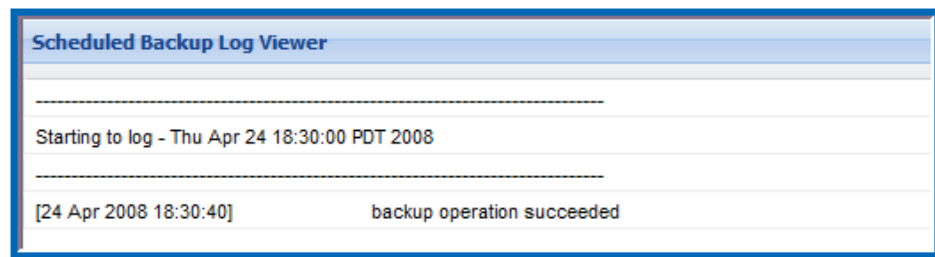 Scheduled Backup Log Viewer
--------------------------------------------------------------------------------
Starting to log - Thu Apr 24 18:30:00 PDT 2008
--------------------------------------------------------------------------------
[24 Apr 2008 18:30:40] backup operation succeeded